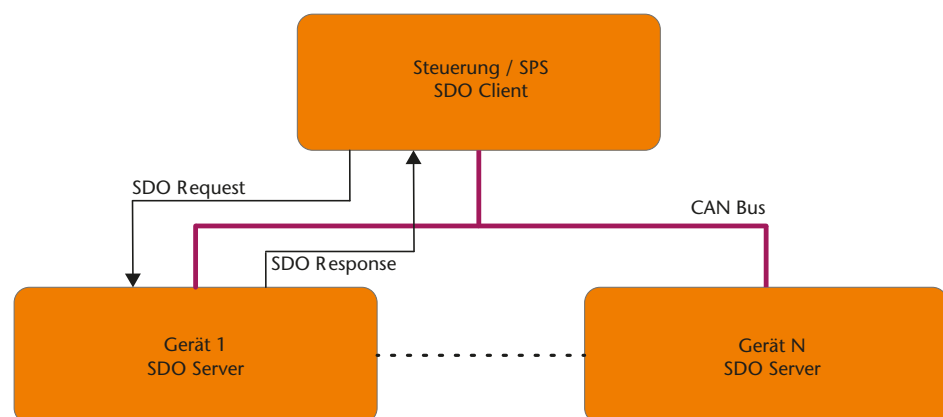 Steuerung / SPS
SDO Client
SDO Request
CAN Bus
SDO Response
Gerät 1
SDO Server
Gerät N
SDO Server